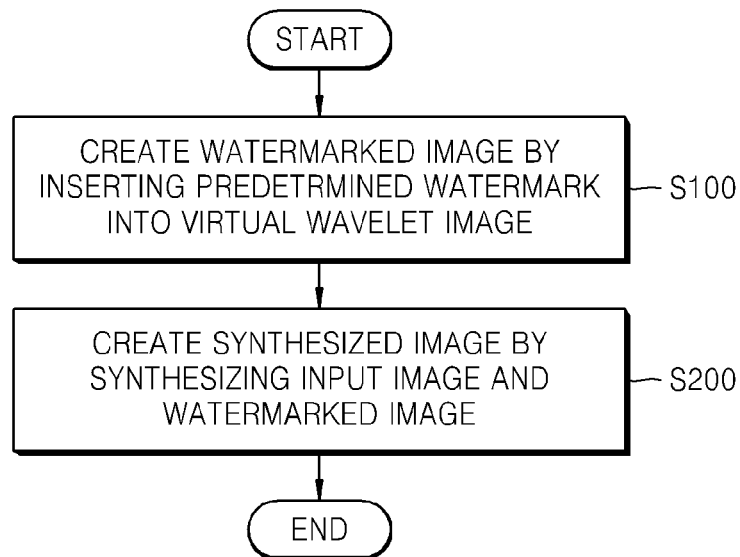 START
CREATE WATERMARKED IMAGE BY
INSERTING PREDETRMINED WATERMARK
INTO VIRTUAL WAVELET IMAGE
S100
CREATE SYNTHESIZED IMAGE BY
SYNTHESIZING INPUT IMAGE AND
WATERMARKED IMAGE
S200
END